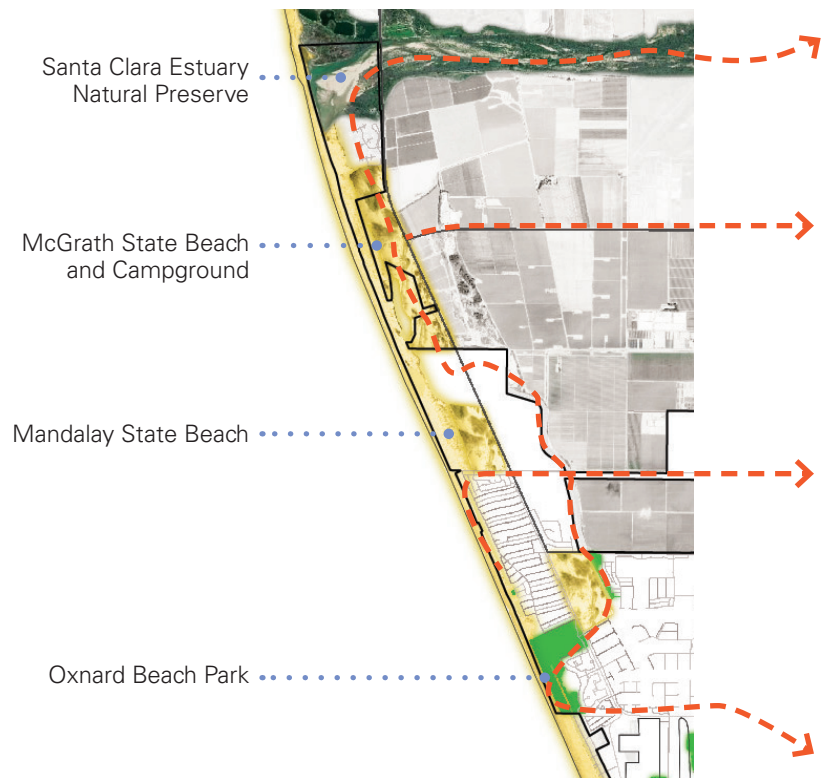 Santa Clara Estuary
Natural Preserve
McGrath State Beach
and Campground
Mandalay State Beach
Oxnard Beach Park